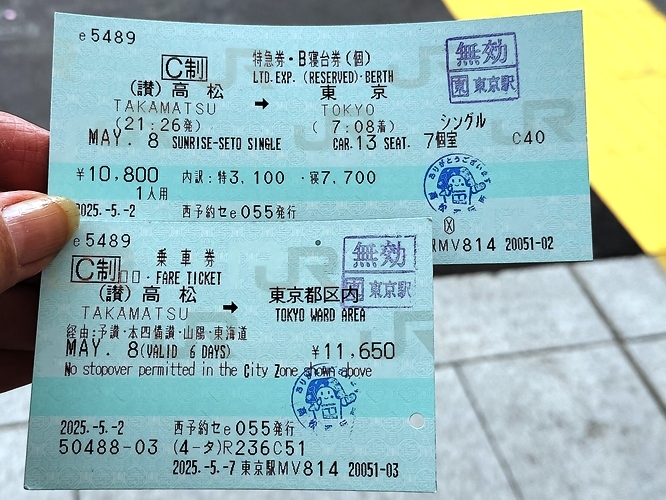 e5489
C制
特急券・B寝台券(個)
LTD.EXP. (RESERVED)・BERTH
無効
東 東京駅
(讃)高松 ➡ 東京
TAKAMATSU TOKYO
(21:26発) ( 7:08着) シングル
MAY. 8 SUNRISE-SETO SINGLE CAR.13 SEAT. 7個室 C40
¥10,800 内訳:特3,100・寝7,700
1人用
2025.-5.-2 西予約セe055発行
MV814 20051-02
e5489
C制
乗車券
□□・FARE TICKET
無効
東 東京駅
(讃)高松 ➡ 東京都区内
TAKAMATSU TOKYO WARD AREA
経由:予讃・本四備讃・山陽・東海道
MAY. 8(VALID 6 DAYS) ¥11,650
No stopover permitted in the City Zone shown above
2025.-5.-2 西予約セe055発行
50488-03 (4-タ)R236C51
2025.-5.-7 東京駅MV814 20051-03